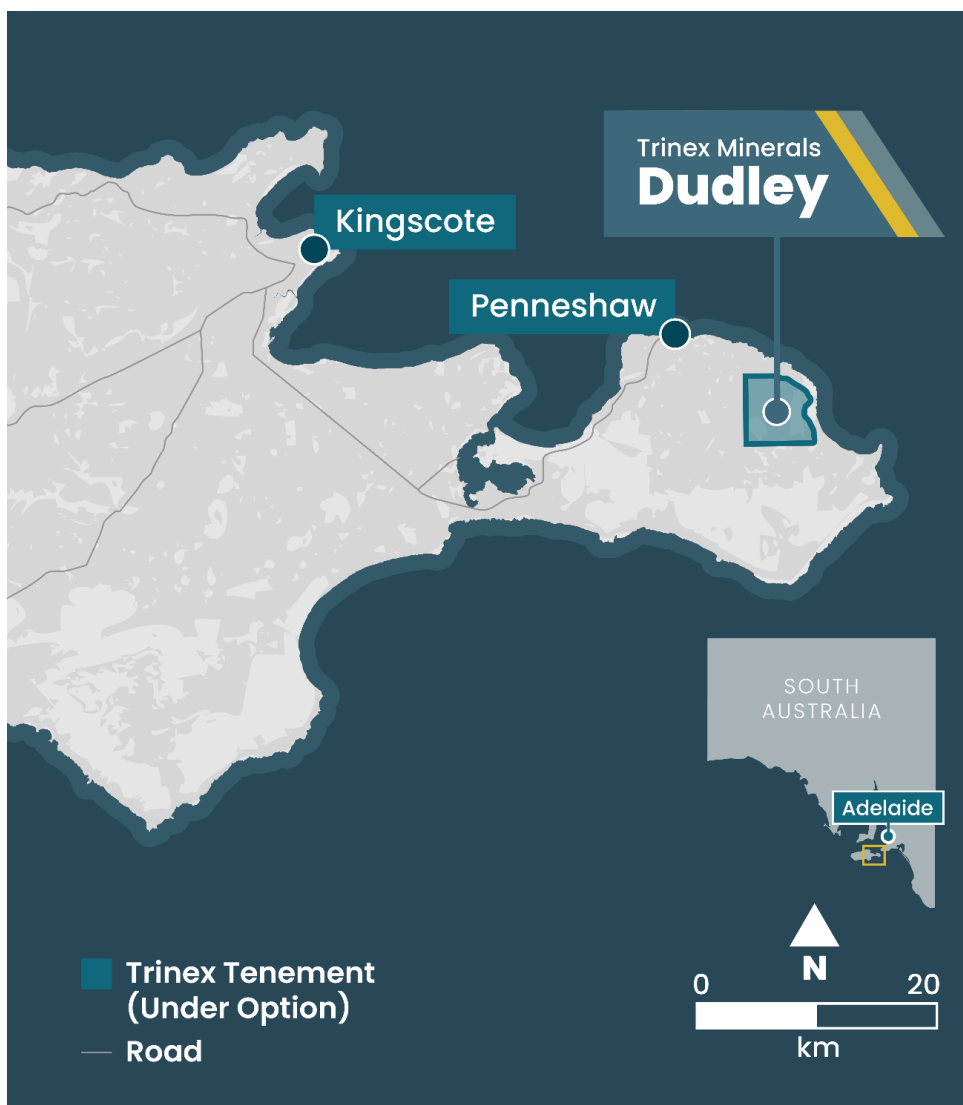 Trinex Minerals
Dudley
Kingscote
Penneshaw
SOUTH
AUSTRALIA
Adelaide
N
0 20
km
Trinex Tenement
(Under Option)
Road